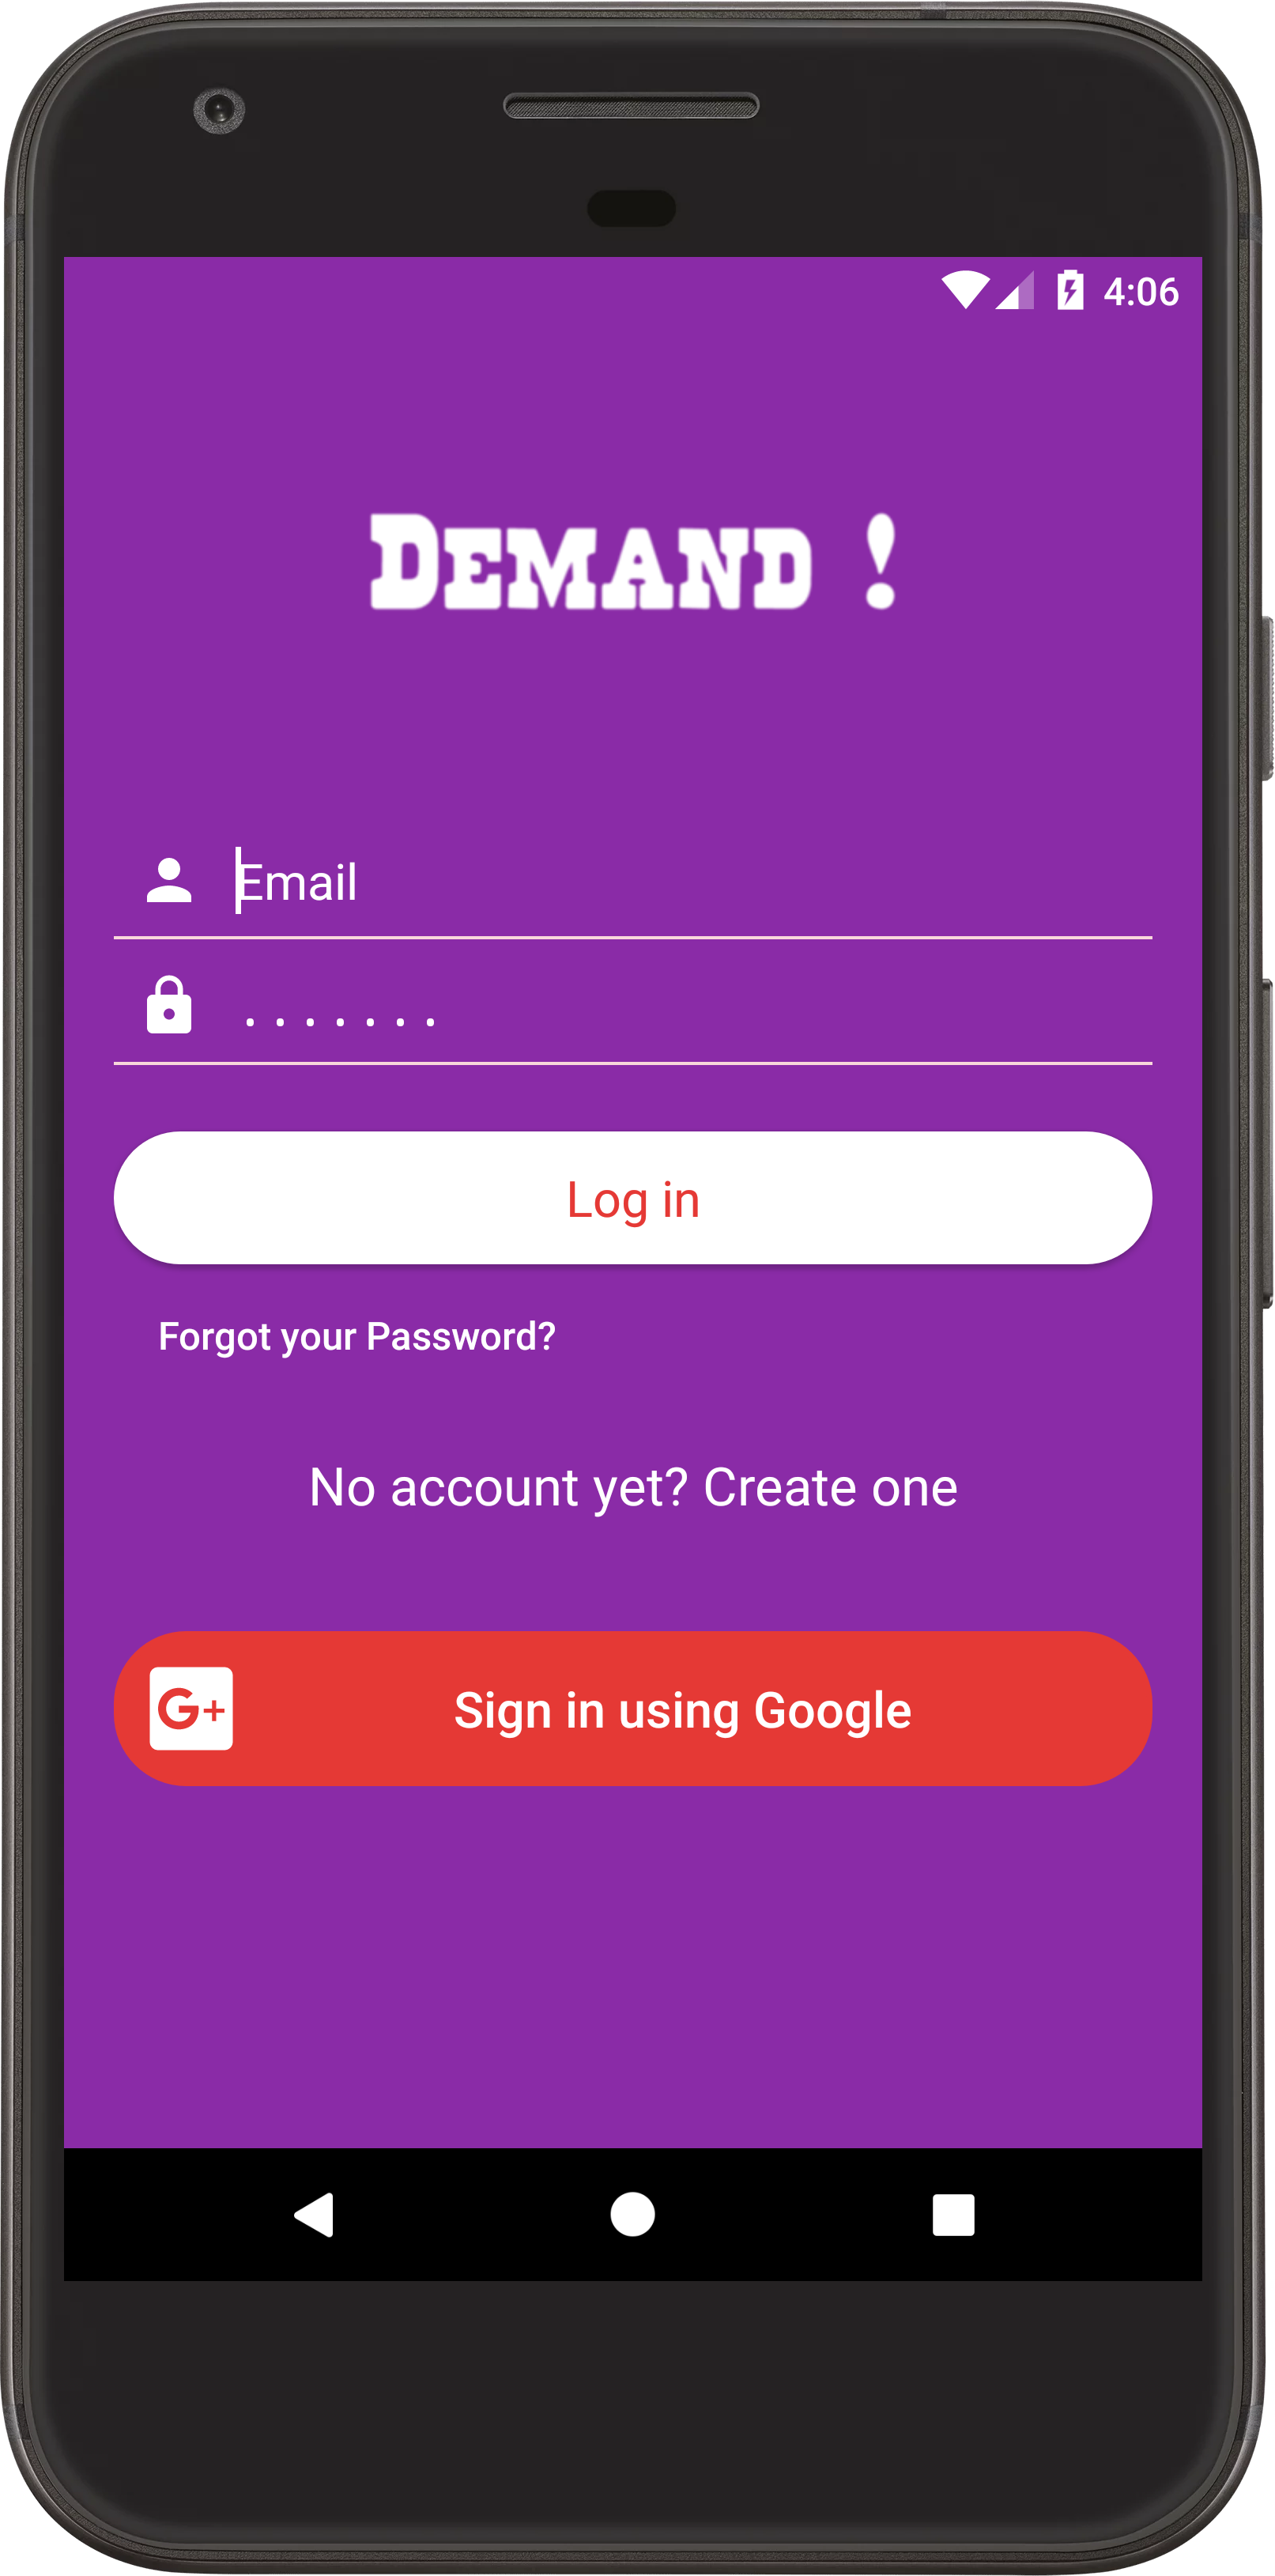 4:06
DEMAND !
Email
. . . . . . .
Log in
Forgot your Password?
No account yet? Create one
G+ Sign in using Google